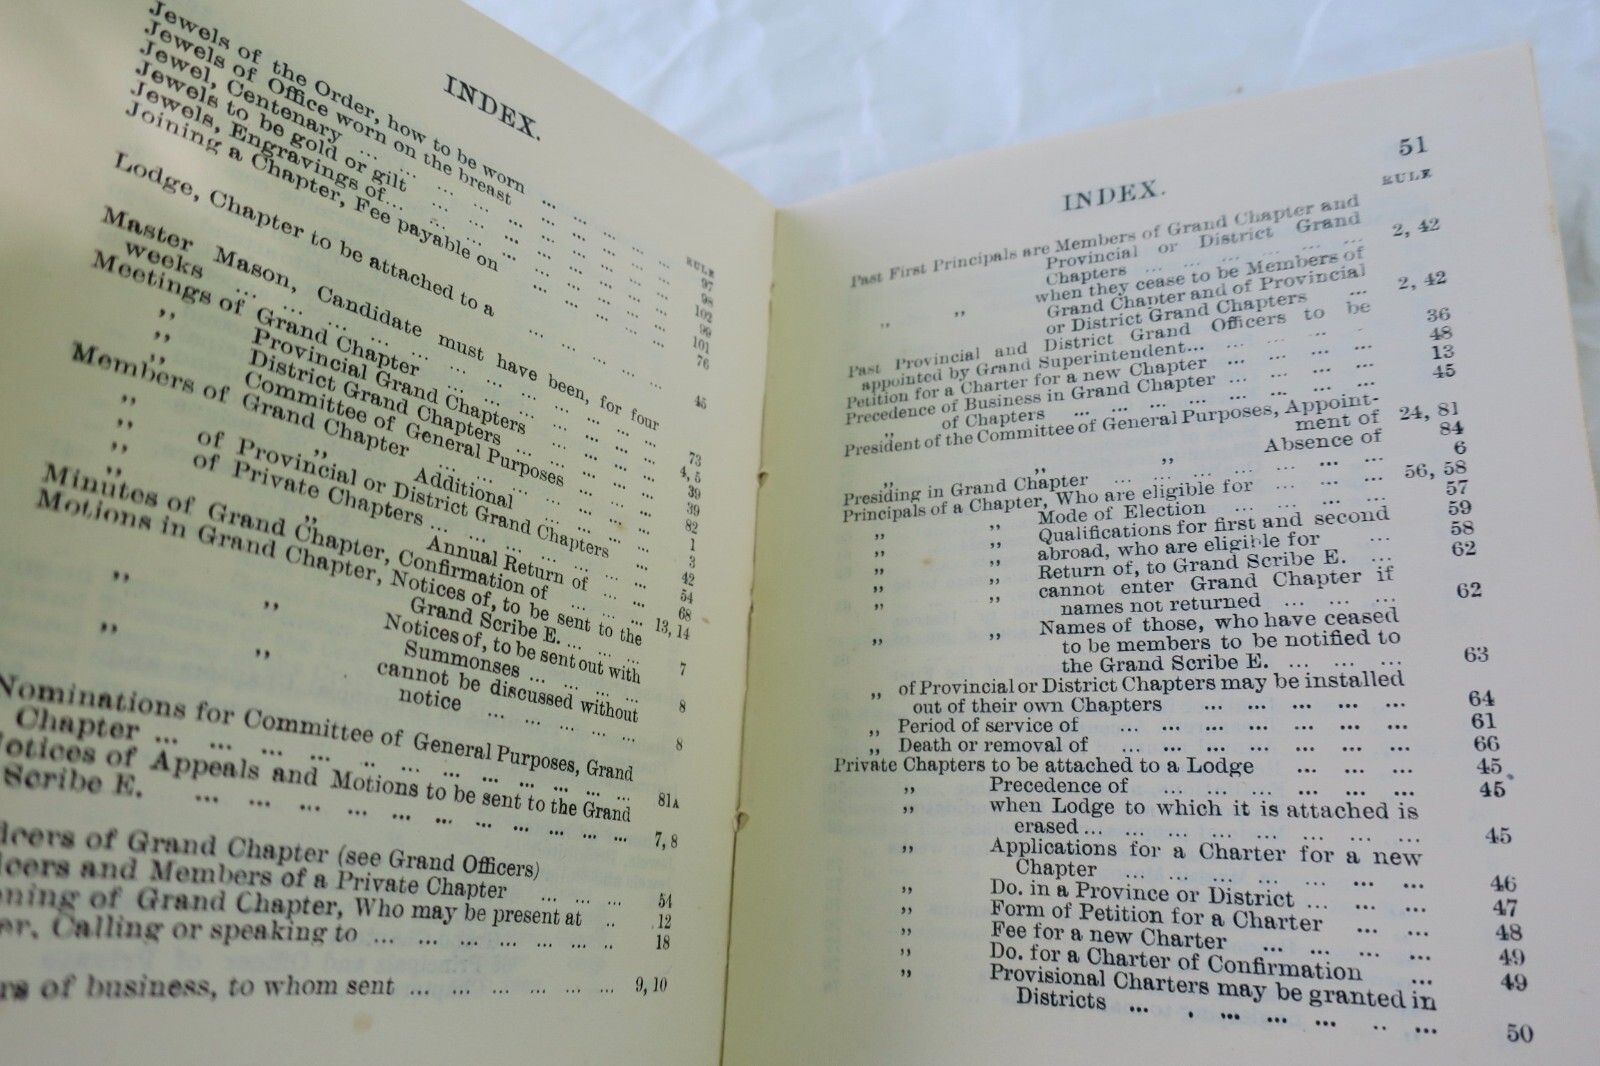 INDEX.
RULE
Jewels of the Order, how to be worn ... ... ... ... 97
Jewels of Office worn on the breast ... ... ... ... 98
Jewel, Centenary ... ... ... ... ... ... ... 102
Jewels to be gold or gilt ... ... ... ... ... ... 99
Jewels, Engravings of... ... ... ... ... ... ... 101
Joining a Chapter, Fee payable on ... ... ... ... 76
Lodge, Chapter to be attached to a ... ... ... ... 45
Master Mason, Candidate must have been, for four
weeks ... ... ... ... ... ... ... ... 73
Meetings of Grand Chapter ... ... ... ... ... 4, 5
„ Provincial Grand Chapters ... ... ... ... 39
„ District Grand Chapters ... ... ... ... 39
„ Committee of General Purposes ... ... ... 82
Members of Grand Chapter ... ... ... ... ... 1
„ „ Additional ... ... ... ... 3
„ of Provincial or District Grand Chapters ... 42
„ of Private Chapters ... ... ... ... ... 54
„ „ Annual Return of ... ... ... 68
Minutes of Grand Chapter, Confirmation of ... ... ... 13, 14
Motions in Grand Chapter, Notices of, to be sent to the
Grand Scribe E. ... ... ... ... 7
„ „ Notices of, to be sent out with
Summonses ... ... ... ... 8
„ „ cannot be discussed without
notice ... ... ... ... ... 8
Nominations for Committee of General Purposes, Grand
Chapter ... ... ... ... ... ... ... ... ... 81A
Notices of Appeals and Motions to be sent to the Grand
Scribe E. ... ... ... ... ... ... ... ... ... 7, 8
icers of Grand Chapter (see Grand Officers)
icers and Members of a Private Chapter ... ... ... 54
ning of Grand Chapter, Who may be present at .. 12
er, Calling or speaking to ... ... ... ... ... ... .. 18
rs of business, to whom sent ... ... ... ... ... ... 9, 10
51
INDEX.
RULE
Past First Principals are Members of Grand Chapter and
Provincial or District Grand
Chapters ... ... ... ... ... ... 2, 42
„ „ when they cease to be Members of
Grand Chapter and of Provincial
or District Grand Chapters ... 2, 42
Past Provincial and District Grand Officers to be
appointed by Grand Superintendent... ... ... ... 36
Petition for a Charter for a new Chapter ... ... ... ... 48
Precedence of Business in Grand Chapter ... ... ... ... 13
„ of Chapters ... ... ... ... ... ... ... ... 45
President of the Committee of General Purposes, Appoint-
ment of 24, 81
„ „ „ Absence of 84
Presiding in Grand Chapter ... ... ... ... ... ... ... 6
Principals of a Chapter, Who are eligible for ... ... ... 56, 58
„ „ Mode of Election ... ... ... ... 57
„ „ Qualifications for first and second 59
„ „ abroad, who are eligible for ... 58
„ „ Return of, to Grand Scribe E. ... 62
„ „ cannot enter Grand Chapter if
names not returned ... ... ... 62
„ „ Names of those, who have ceased
to be members to be notified to
the Grand Scribe E. ... ... ... 63
„ of Provincial or District Chapters may be installed
out of their own Chapters ... ... ... ... ... 64
„ Period of service of ... ... ... ... ... ... ... 61
„ Death or removal of ... ... ... ... ... ... ... 66
Private Chapters to be attached to a Lodge ... ... ... 45
„ Precedence of ... ... ... ... ... ... ... 45
„ when Lodge to which it is attached is
erased ... ... ... ... ... ... ... ... ... 45
„ Applications for a Charter for a new
Chapter ... ... ... ... ... ... ... ... 46
„ Do. in a Province or District ... ... ... 47
„ Form of Petition for a Charter ... ... 48
„ Fee for a new Charter ... ... ... ... 49
„ Do. for a Charter of Confirmation ... 49
„ Provisional Charters may be granted in
Districts ... . ... ... ... .. ... 50